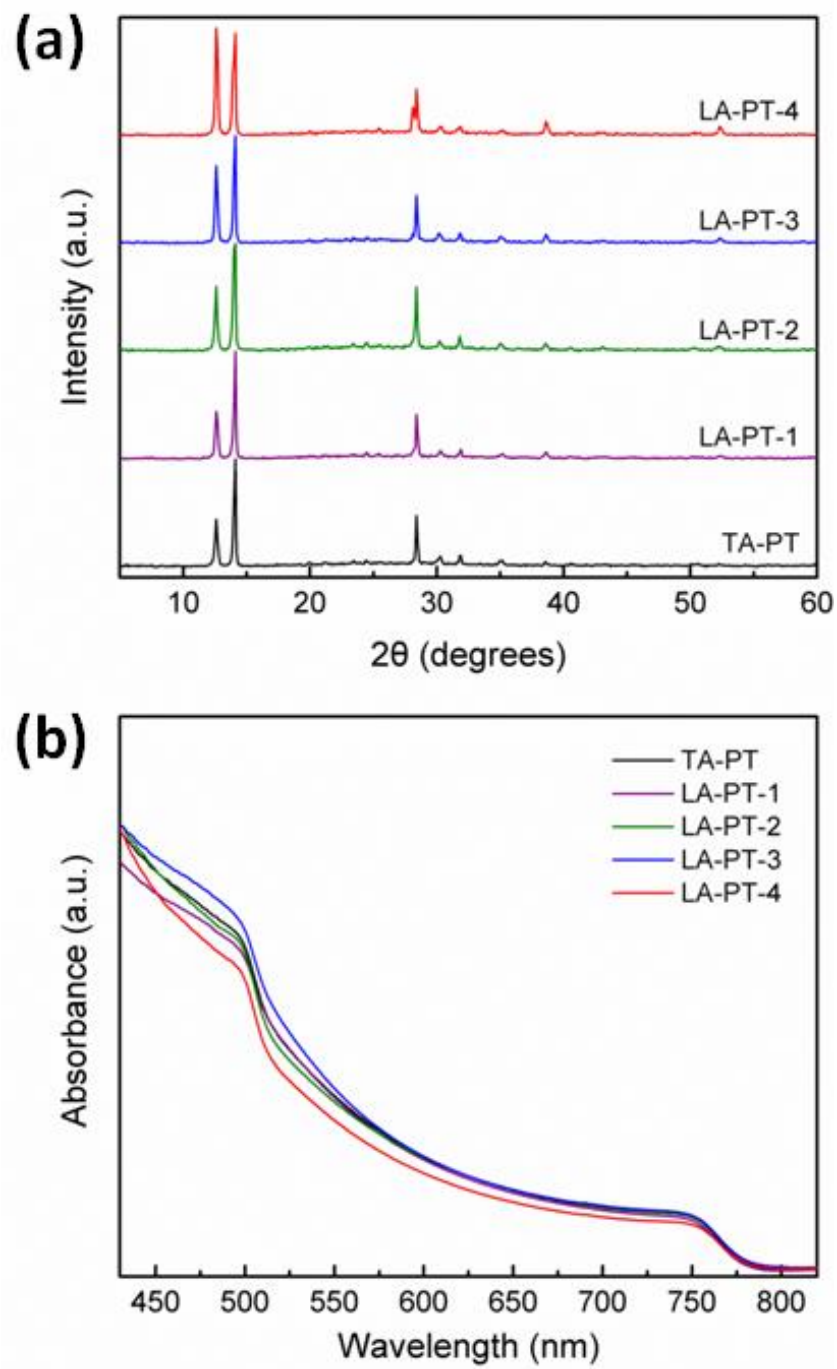 (a)
Intensity (a.u.)
LA-PT-4
LA-PT-3
LA-PT-2
LA-PT-1
TA-PT
10 20 30 40 50 60
2θ (degrees)
(b)
Absorbance (a.u.)
TA-PT
LA-PT-1
LA-PT-2
LA-PT-3
LA-PT-4
450 500 550 600 650 700 750 800
Wavelength (nm)